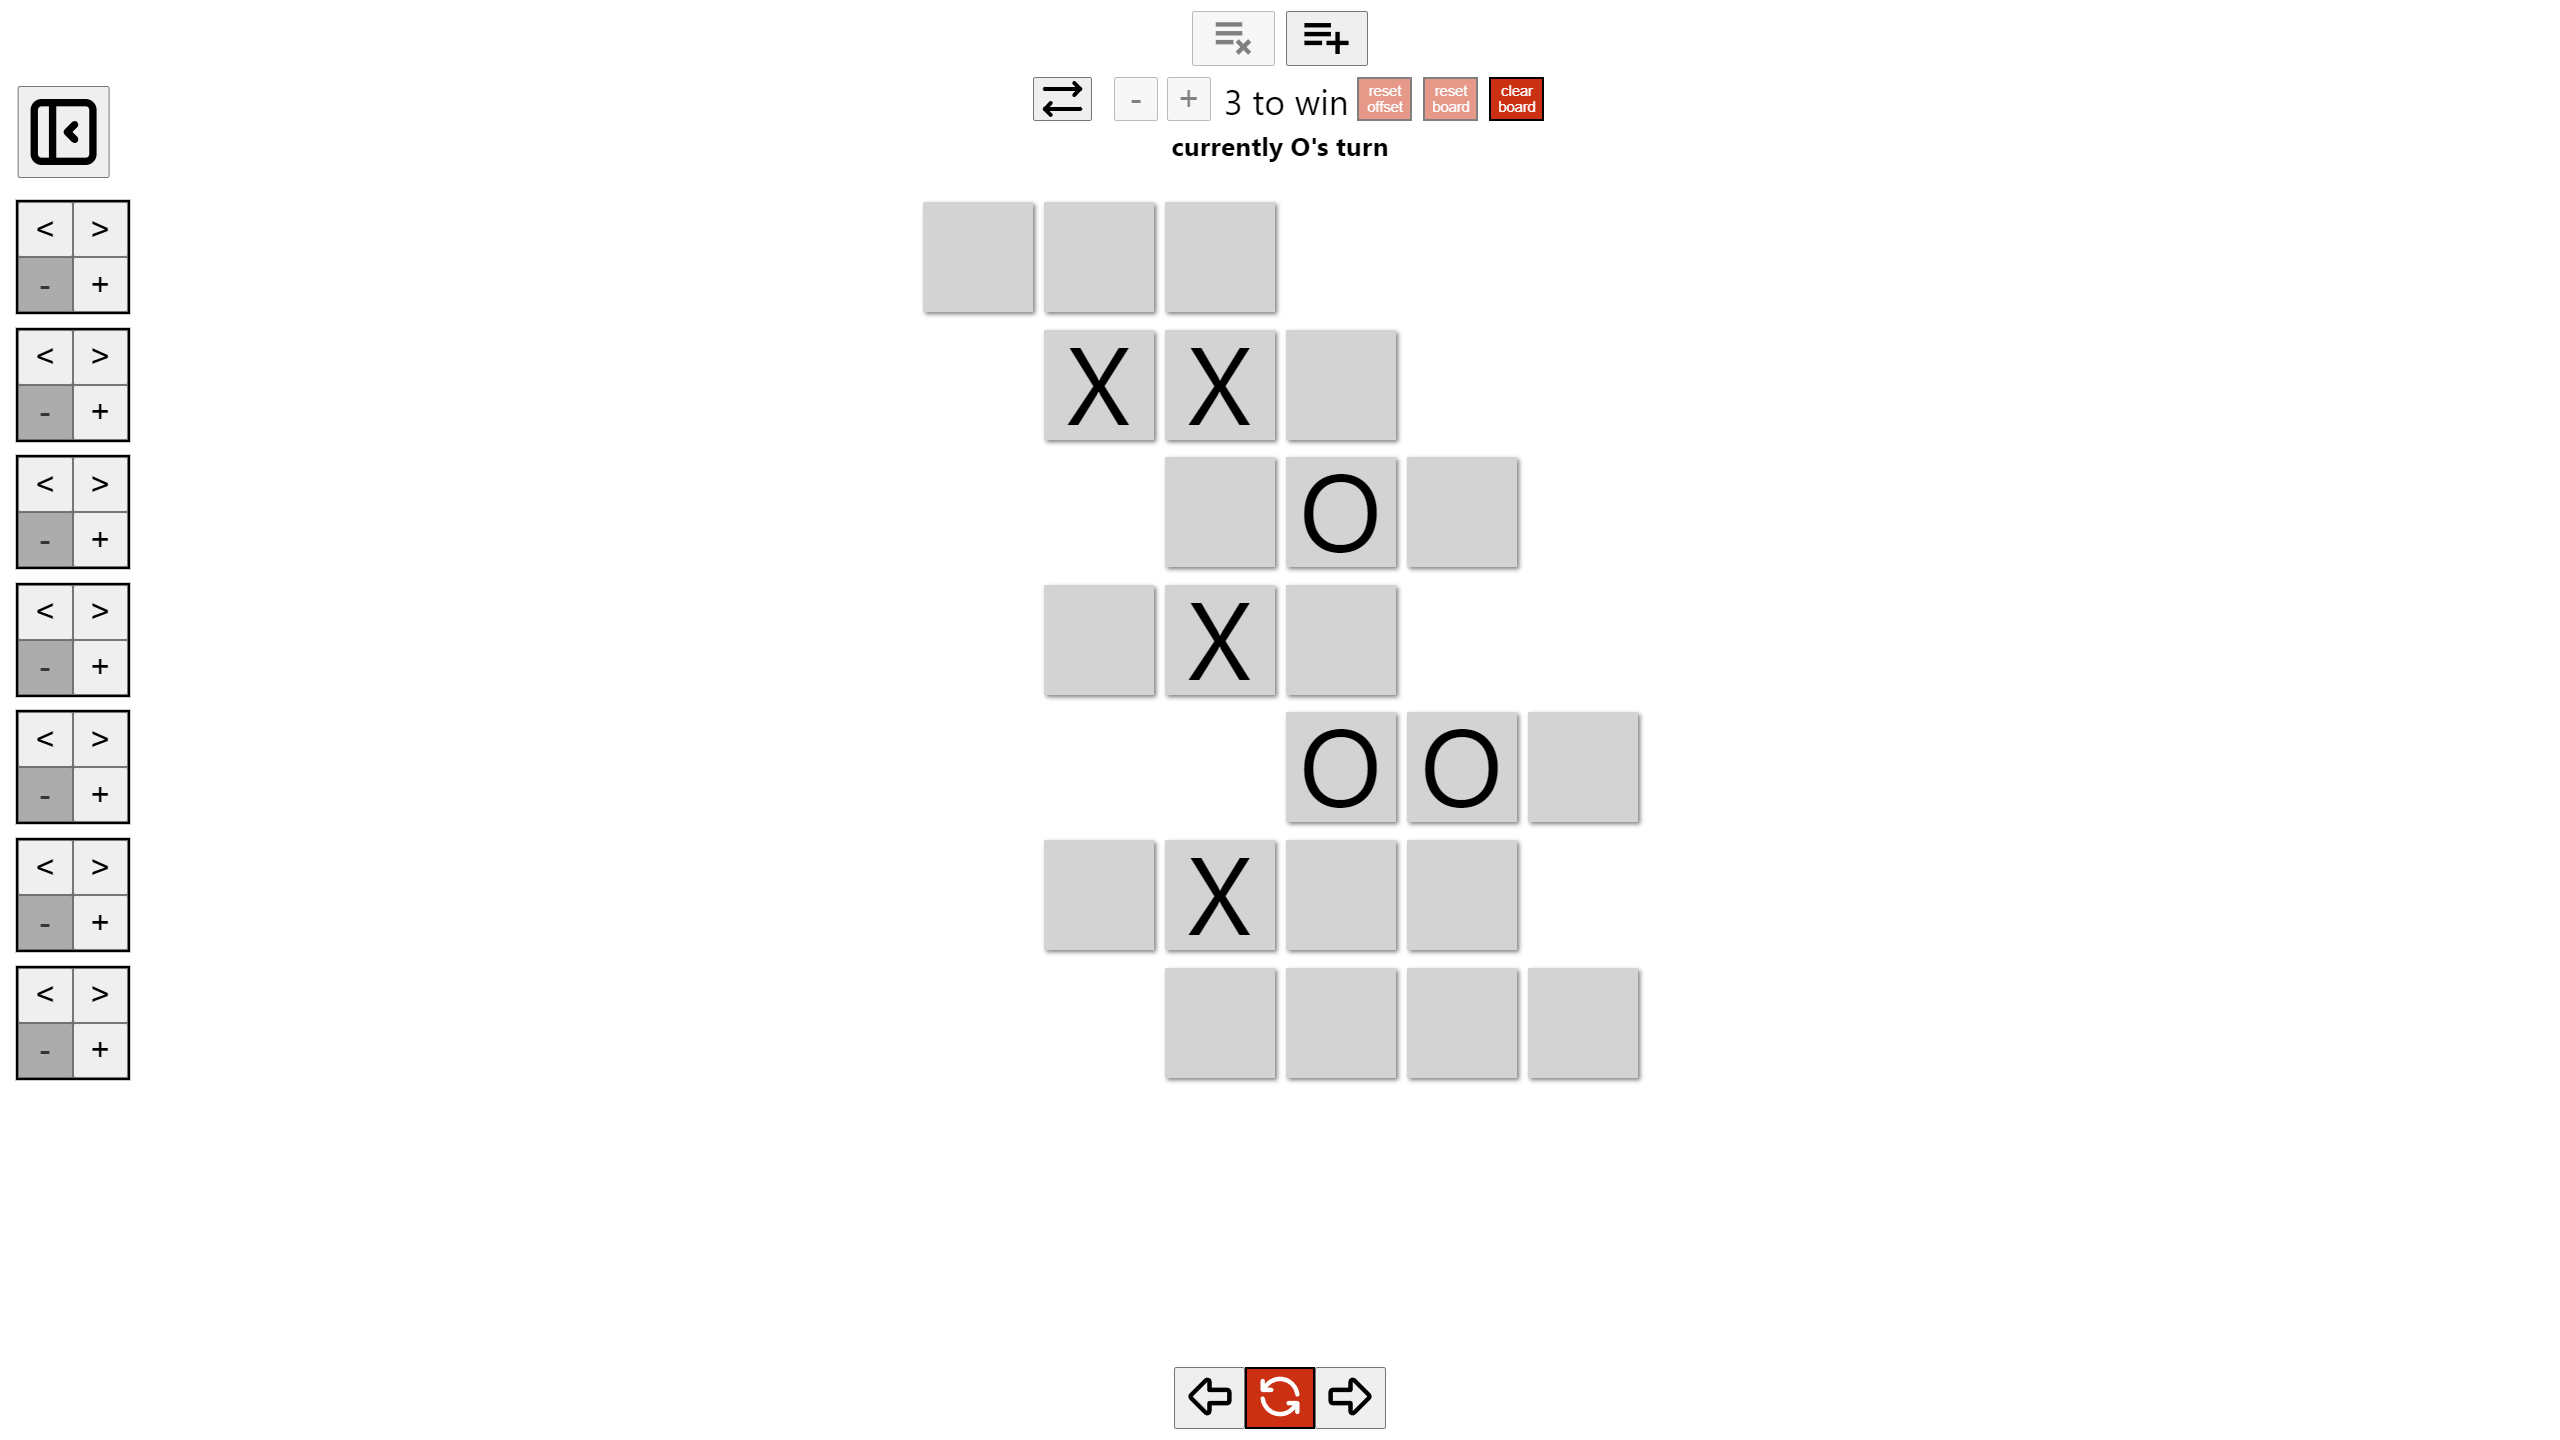 - + 3 to win reset offset reset board clear board
currently O's turn
< >
- +
< >
- +
X X
< >
- +
O
< >
- +
X
< >
- +
O O
< >
- +
X
< >
- +